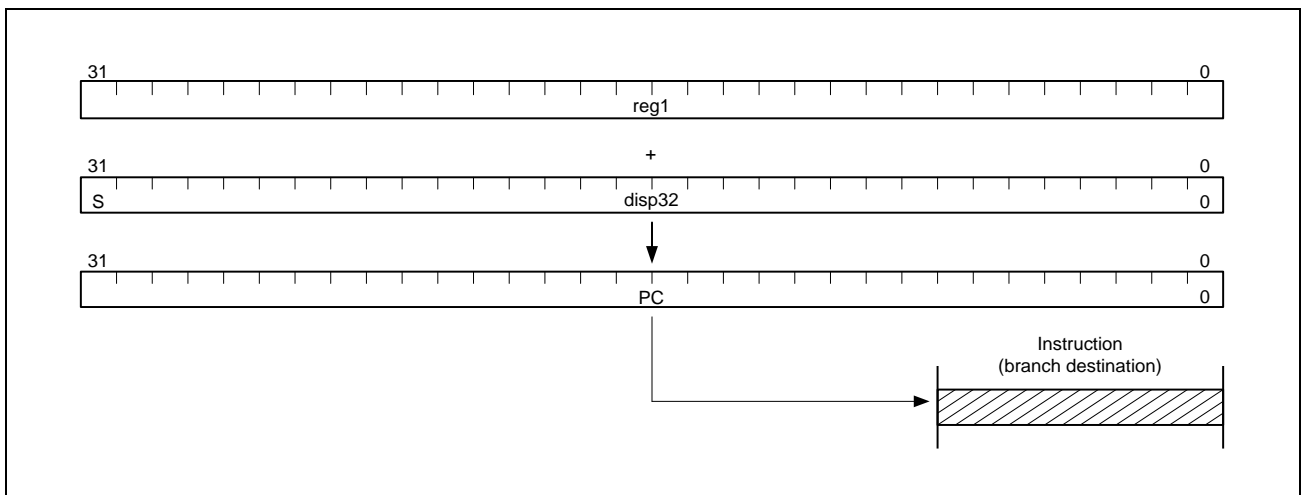 31 0
reg1
+
31 0
S disp32 0
31 0
PC 0
Instruction
(branch destination)